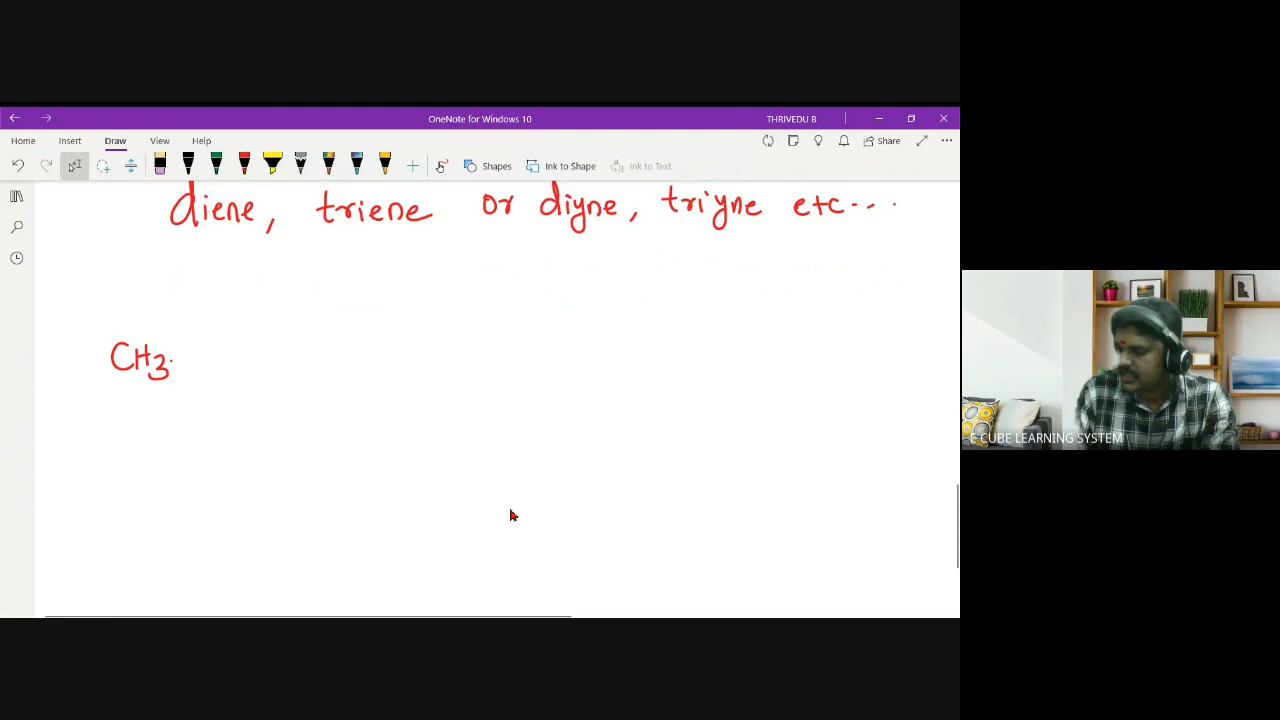 OneNote for Windows 10
THRIVEDU B
Home Insert Draw View Help
Share
Shapes Ink to Shape Ink to Text
diene, triene or diyne, triyne etc...
CH3
E CUBE LEARNING SYSTEM